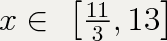 x ∈ [11/3, 13]